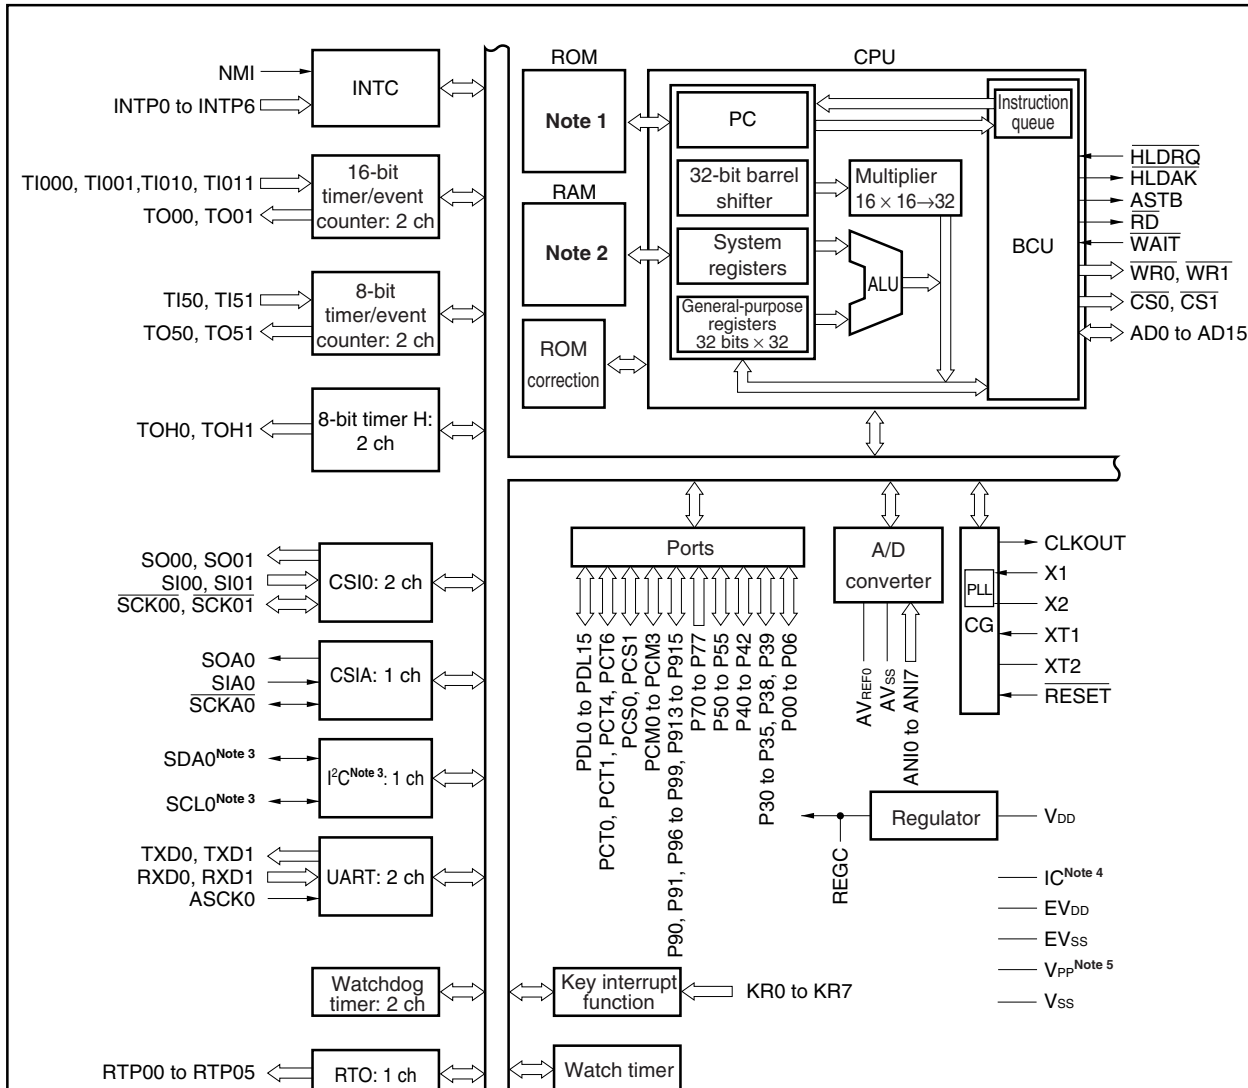 NMI
INTP0 to INTP6
INTC
TI000, TI001,TI010, TI011
TO00, TO01
16-bit
timer/event
counter: 2 ch
TI50, TI51
TO50, TO51
8-bit
timer/event
counter: 2 ch
TOH0, TOH1
8-bit timer H:
2 ch
SO00, SO01
SI00, SI01
SCK00, SCK01
CSI0: 2 ch
SOA0
SIA0
SCKA0
CSIA: 1 ch
SDA0Note 3
SCL0Note 3
I2CNote 3: 1 ch
TXD0, TXD1
RXD0, RXD1
ASCK0
UART: 2 ch
Watchdog
timer: 2 ch
RTP00 to RTP05
RTO: 1 ch
ROM
Note 1
RAM
Note 2
ROM
correction
CPU
PC
32-bit barrel
shifter
System
registers
General-purpose
registers
32 bits × 32
Multiplier
16 × 16→32
ALU
Instruction
queue
BCU
HLDRQ
HLDAK
ASTB
RD
WAIT
WR0, WR1
CS0, CS1
AD0 to AD15
Ports
PDL0 to PDL15
PCT0, PCT1, PCT4, PCT6
PCS0, PCS1
PCM0 to PCM3
P90, P91, P96 to P99, P913 to P915
P70 to P77
P50 to P55
P40 to P42
P30 to P35, P38, P39
P00 to P06
A/D
converter
AVREF0
AVSS
ANI0 to ANI7
PLL
CG
CLKOUT
X1
X2
XT1
XT2
RESET
Regulator
REGC
VDD
ICNote 4
EVDD
EVSS
VPPNote 5
VSS
Key interrupt
function
KR0 to KR7
Watch timer